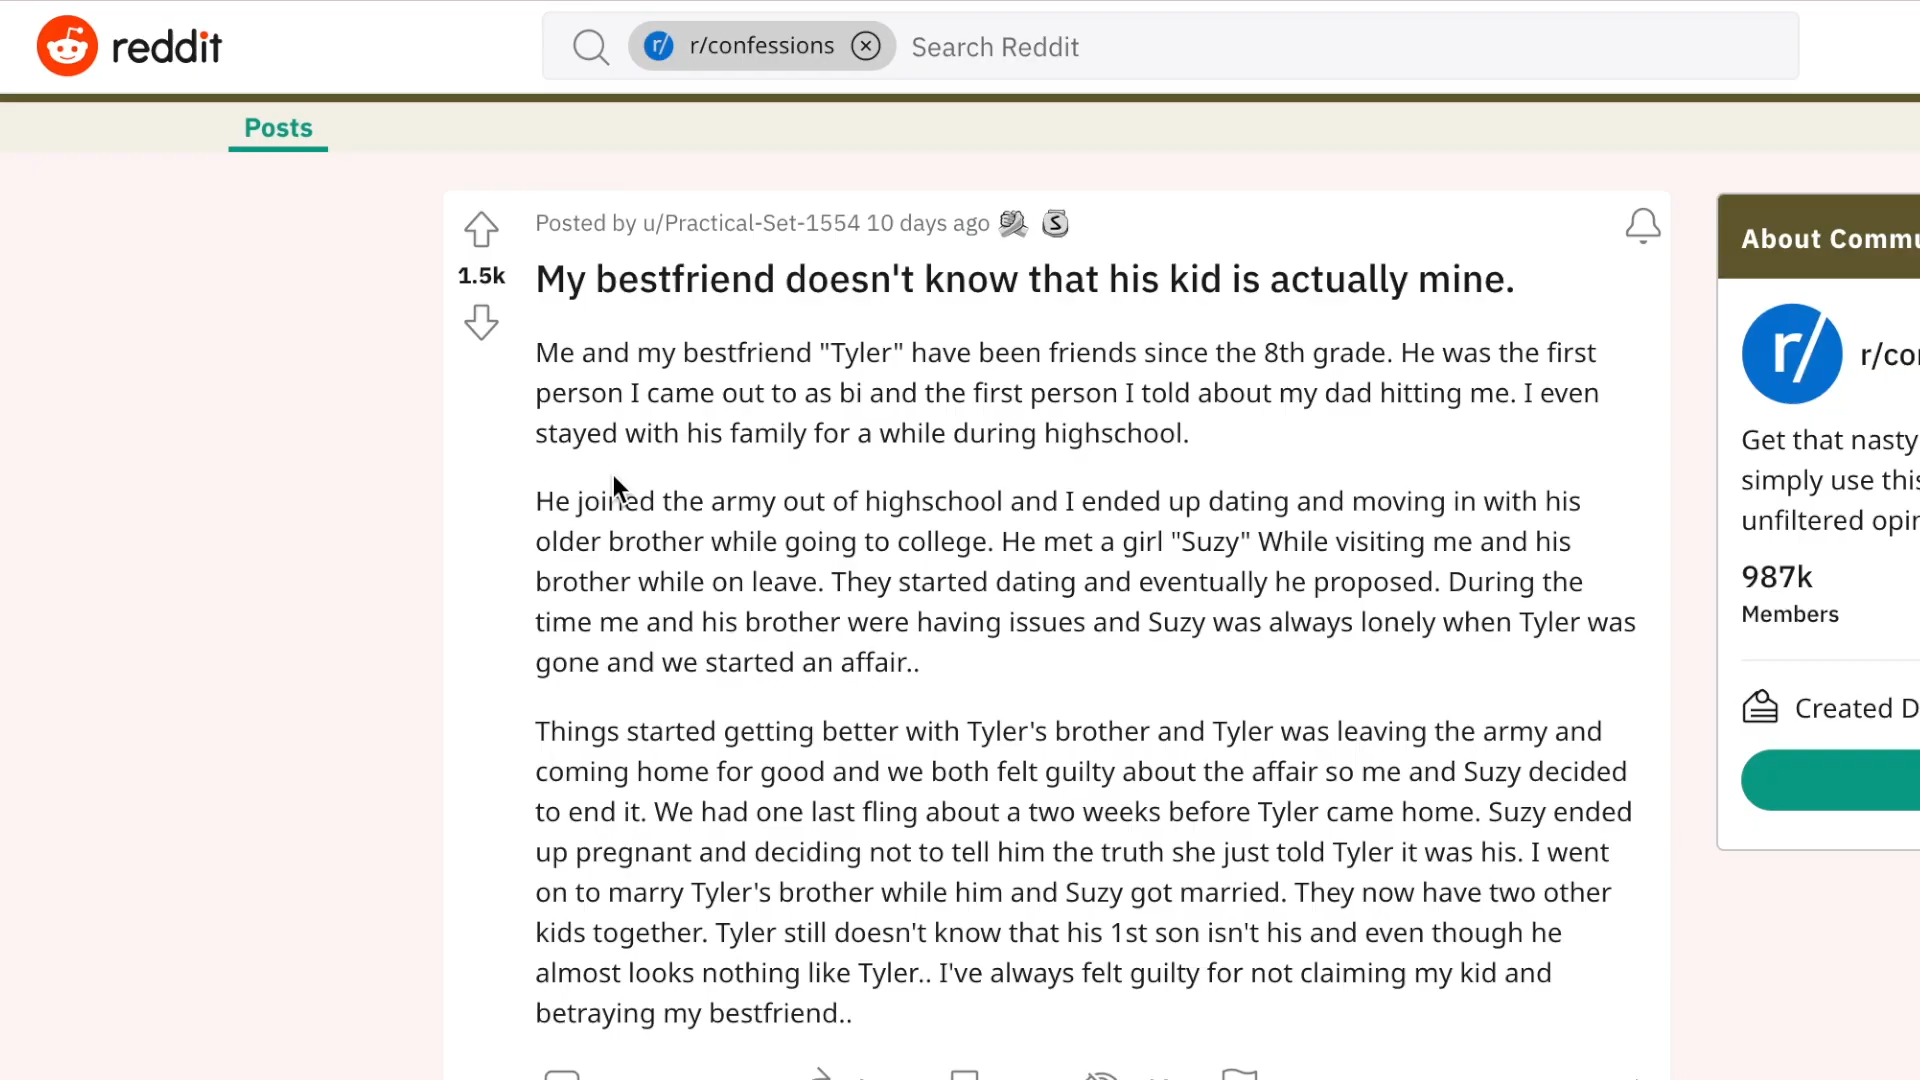 reddit
r/ r/confessions Search Reddit
Posts
Posted by u/Practical-Set-1554 10 days ago S
1.5k
My bestfriend doesn't know that his kid is actually mine.
Me and my bestfriend "Tyler" have been friends since the 8th grade. He was the first
person I came out to as bi and the first person I told about my dad hitting me. I even
stayed with his family for a while during highschool.
He joined the army out of highschool and I ended up dating and moving in with his
older brother while going to college. He met a girl "Suzy" While visiting me and his
brother while on leave. They started dating and eventually he proposed. During the
time me and his brother were having issues and Suzy was always lonely when Tyler was
gone and we started an affair..
Things started getting better with Tyler's brother and Tyler was leaving the army and
coming home for good and we both felt guilty about the affair so me and Suzy decided
to end it. We had one last fling about a two weeks before Tyler came home. Suzy ended
up pregnant and deciding not to tell him the truth she just told Tyler it was his. I went
on to marry Tyler's brother while him and Suzy got married. They now have two other
kids together. Tyler still doesn't know that his 1st son isn't his and even though he
almost looks nothing like Tyler.. I've always felt guilty for not claiming my kid and
betraying my bestfriend..
About Commu
r/ r/con
Get that nasty
simply use this
unfiltered opin
987k
Members
Created D